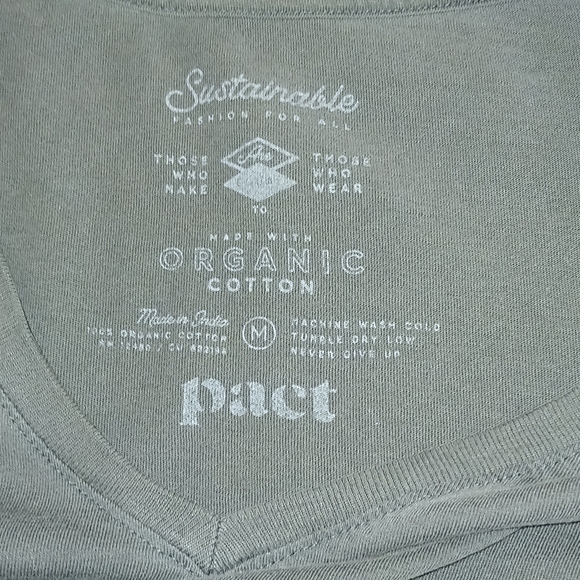 Sustainable
FASHION FOR ALL
THOSE WHO MAKE
The
THOSE WHO WEAR
TO
MADE WITH
ORGANIC
COTTON
Made in India
100% ORGANIC COTTON
M
MACHINE WASH COLD
TUMBLE DRY LOW
NEVER GIVE UP
pact